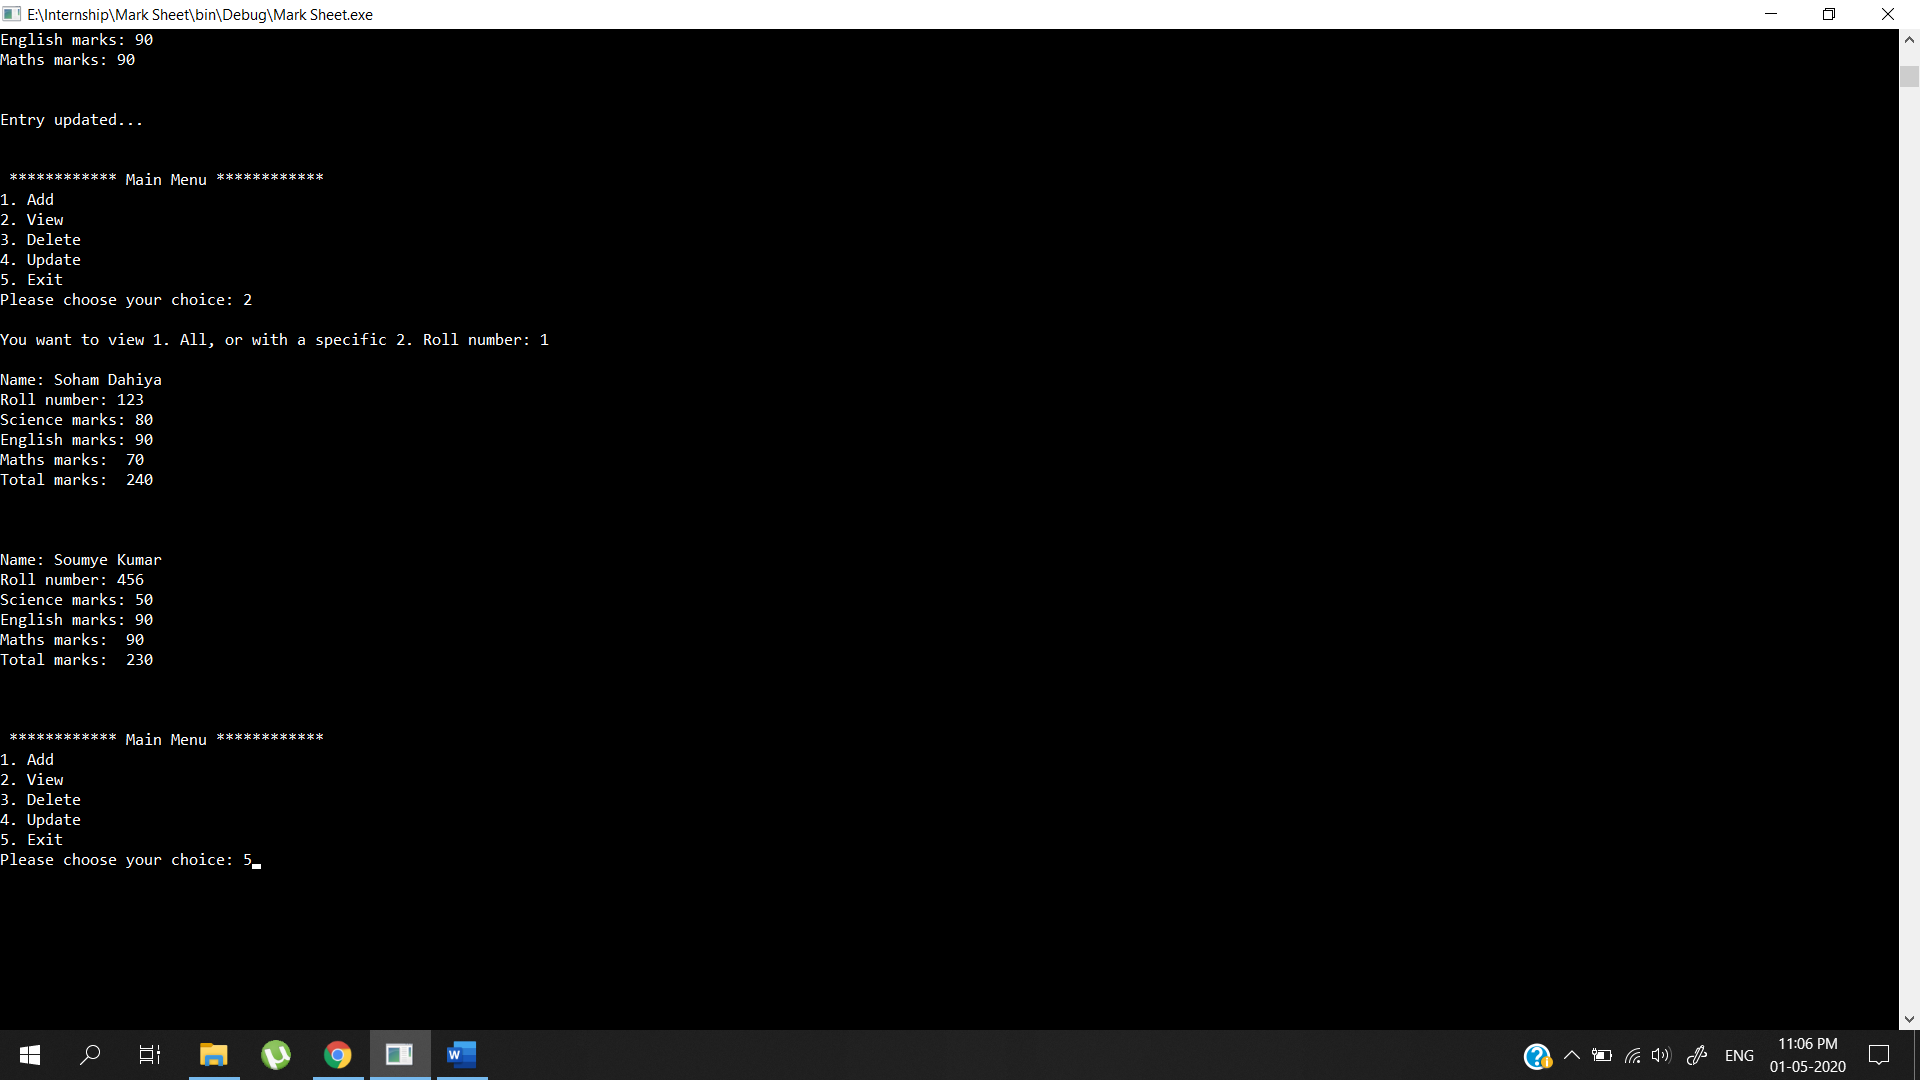 E:\Internship\Mark Sheet\bin\Debug\Mark Sheet.exe
English marks: 90
Maths marks: 90
Entry updated...
************ Main Menu ************
1. Add
2. View
3. Delete
4. Update
5. Exit
Please choose your choice: 2
You want to view 1. All, or with a specific 2. Roll number: 1
Name: Soham Dahiya
Roll number: 123
Science marks: 80
English marks: 90
Maths marks:  70
Total marks:  240
Name: Soumye Kumar
Roll number: 456
Science marks: 50
English marks: 90
Maths marks:  90
Total marks:  230
************ Main Menu ************
1. Add
2. View
3. Delete
4. Update
5. Exit
Please choose your choice: 5
ENG
11:06 PM
01-05-2020